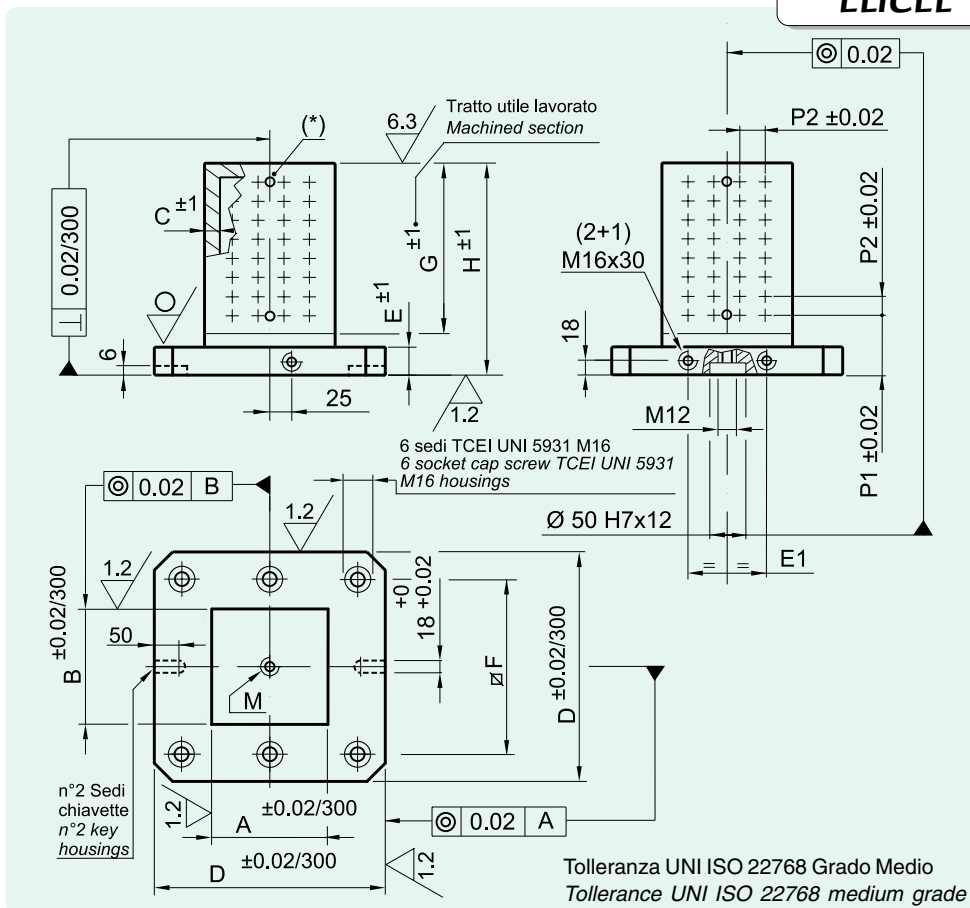 ELICEL
◎ 0.02
Tratto utile lavorato
Machined section
6.3
(*)
P2 ±0.02
C ±1
0.02/300
⊥
G ±1
H ±1
E ±1
(2+1)
M16x30
P2 ±0.02
18
6
25
1.2
M12
P1 ±0.02
6 sedi TCEI UNI 5931 M16
6 socket cap screw TCEI UNI 5931
M16 housings
◎ 0.02 B
Ø 50 H7x12
1.2
= =
E1
1.2
±0.02/300
B
50
+0
18 +0.02
M
⌀F
D ±0.02/300
n°2 Sedi
chiavette
n°2 key
housings
1.2
±0.02/300
A
◎ 0.02 A
±0.02/300
D
1.2
Tolleranza UNI ISO 22768 Grado Medio
Tollerance UNI ISO 22768 medium grade